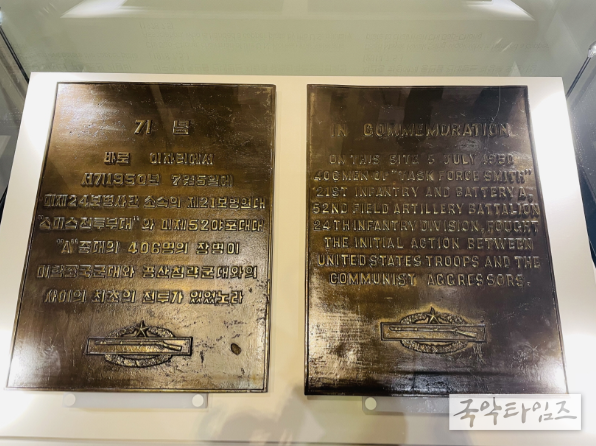 기 념
바로 이자리에서
서기1950년 7월5일에
미제24보병사단 소속의 제21보병연대
"스미스전투부대"와 미제52야포대대
"A"중대의 406명의 장병이
미합중국군대와 공산침략군대와의
사이의 최초의 전투가 있었노라
IN COMMEMORATION
ON THIS SITE 5 JULY 1950
406 MEN OF "TASK FORCE SMITH"
21ST INFANTRY AND BATTERY A,
52ND FIELD ARTILLERY BATTALION
24TH INFANTRY DIVISION, FOUGHT
THE INITIAL ACTION BETWEEN
UNITED STATES TROOPS AND THE
COMMUNIST AGGRESSORS.
국악타임즈